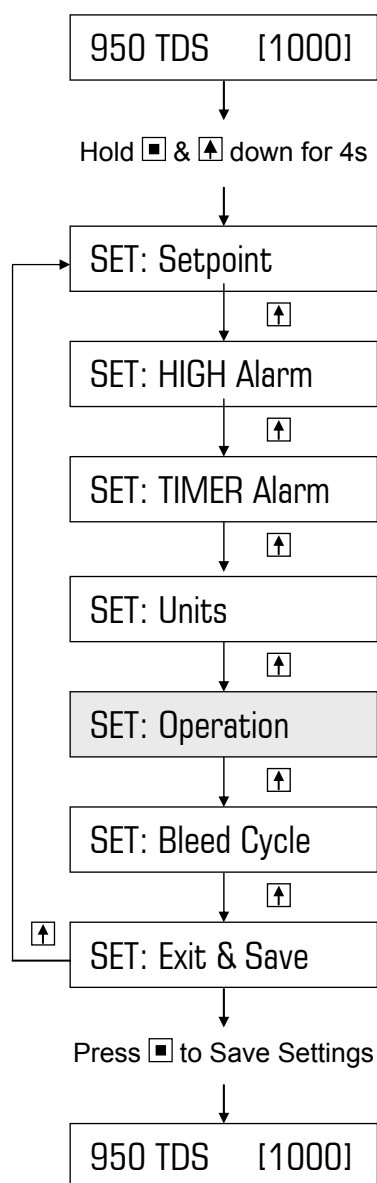 950 TDS [1000]
Hold ▣ & ↑ down for 4s
SET: Setpoint
↑
SET: HIGH Alarm
↑
SET: TIMER Alarm
↑
SET: Units
↑
SET: Operation
↑
SET: Bleed Cycle
↑
↑
SET: Exit & Save
Press ▣ to Save Settings
950 TDS [1000]